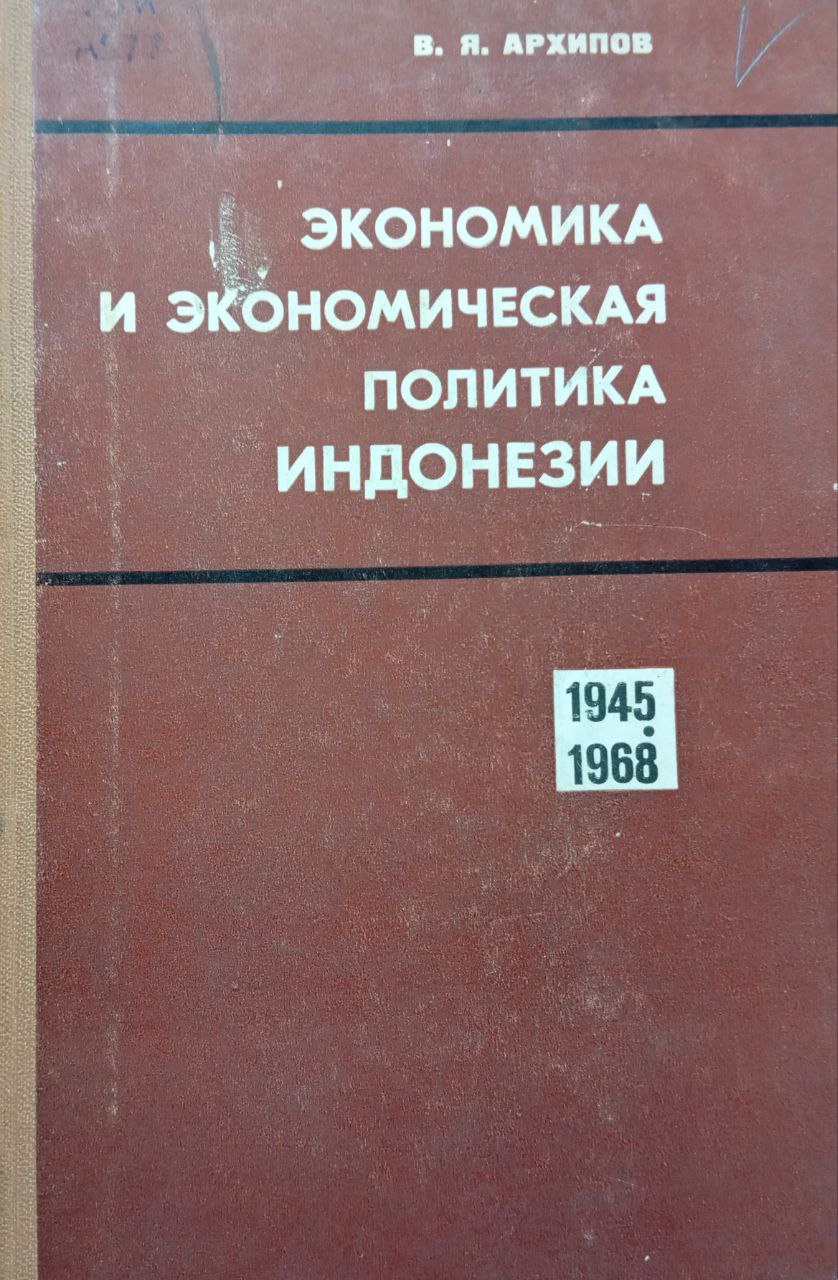 В. Я. АРХИПОВ
ЭКОНОМИКА
И ЭКОНОМИЧЕСКАЯ
ПОЛИТИКА
ИНДОНЕЗИИ
1945
1968